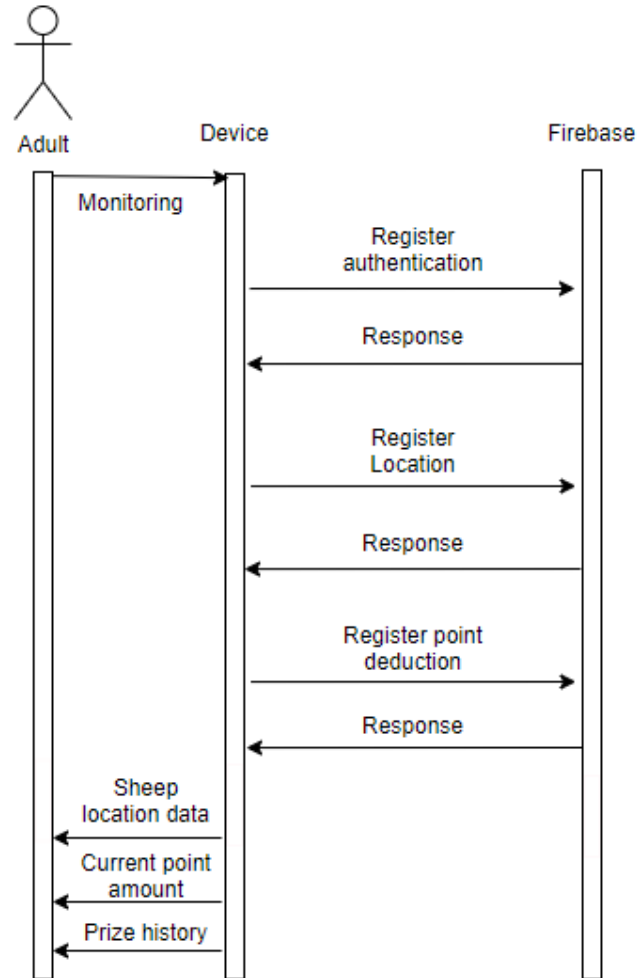 Adult
Device
Firebase
Monitoring
Register
authentication
Response
Register
Location
Response
Register point
deduction
Response
Sheep
location data
Current point
amount
Prize history